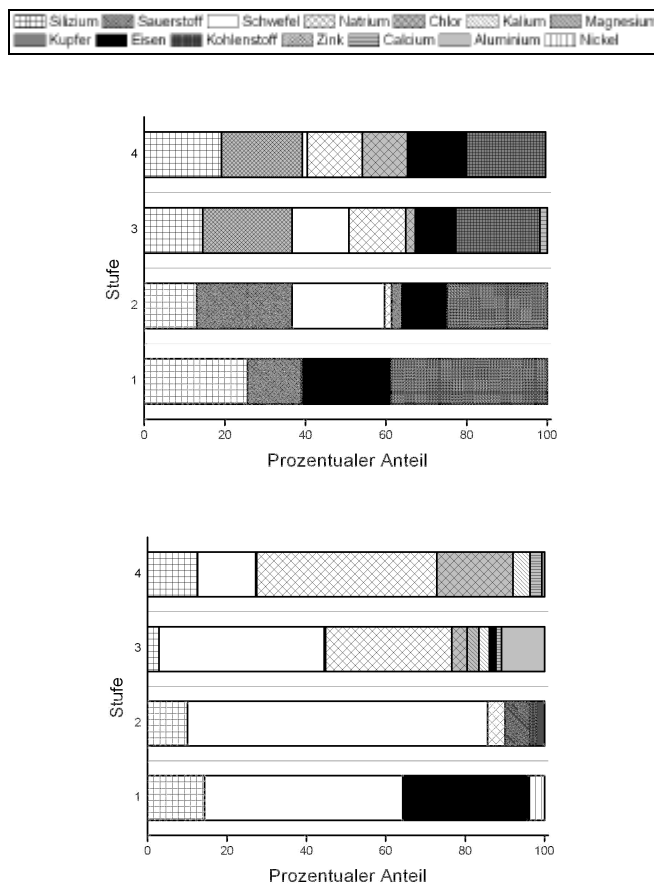 Silizium Sauerstoff Schwefel Natrium Chlor Kalium Magnesium
Kupfer Eisen Kohlenstoff Zink Calcium Aluminium Nickel
4
3
2
1
Stufe
0 20 40 60 80 100
Prozentualer Anteil
4
3
2
1
Stufe
0 20 40 60 80 100
Prozentualer Anteil